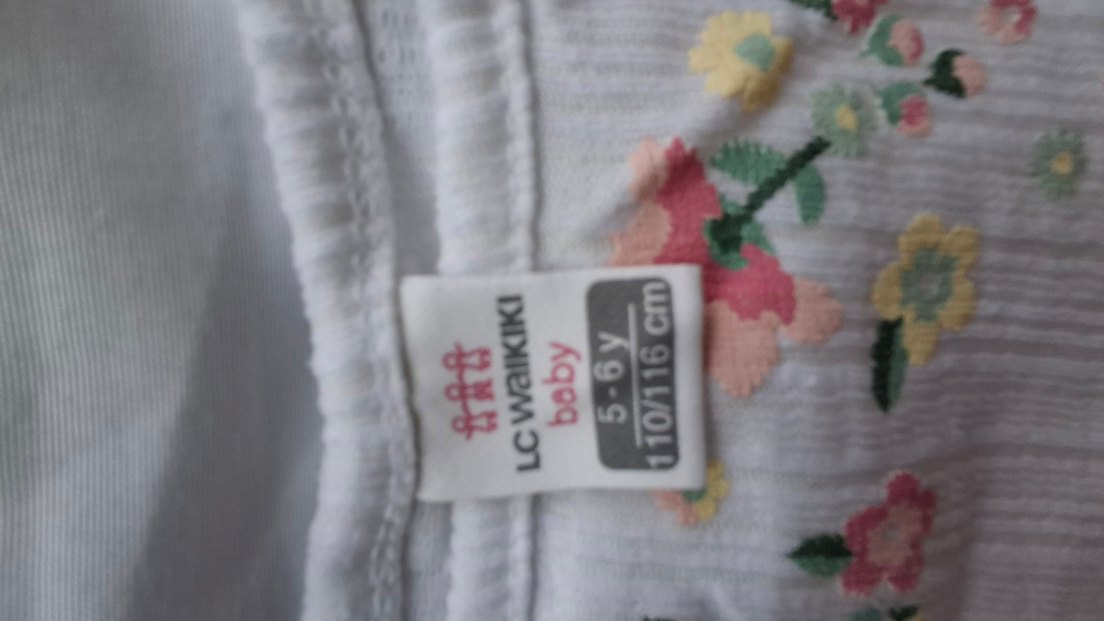 LC WAIKIKI
baby
5-6 y
110/116 cm